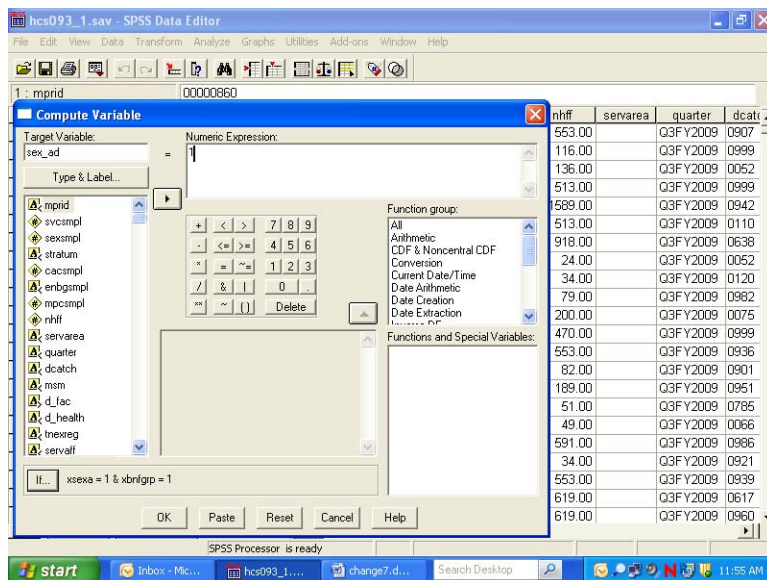 hcs093_1.sav - SPSS Data Editor
File Edit View Data Transform Analyze Graphs Utilities Add-ons Window Help
1 : mprid 00000860
Compute Variable
Target Variable:
sex_ad
=
Numeric Expression:
1
Type & Label...
mprid
svcsmpl
sexsmpl
stratum
cacsmpl
enbgsmpl
mpcsmpl
nhff
servarea
quarter
dcatch
msm
d_fac
d_health
tnexreg
servaff
+ < > 7 8 9
- <= >= 4 5 6
* = ~= 1 2 3
/ & | 0 .
** ~ () Delete
Function group:
All
Arithmetic
CDF & Noncentral CDF
Conversion
Current Date/Time
Date Arithmetic
Date Creation
Date Extraction
Functions and Special Variables:
If... xsexa = 1 & xbnfgrp = 1
OK Paste Reset Cancel Help
nhff servarea quarter dcatc
553.00 Q3FY2009 0907
116.00 Q3FY2009 0999
136.00 Q3FY2009 0052
513.00 Q3FY2009 0999
1589.00 Q3FY2009 0942
513.00 Q3FY2009 0110
918.00 Q3FY2009 0638
24.00 Q3FY2009 0052
34.00 Q3FY2009 0120
79.00 Q3FY2009 0982
200.00 Q3FY2009 0075
470.00 Q3FY2009 0999
553.00 Q3FY2009 0936
82.00 Q3FY2009 0901
189.00 Q3FY2009 0951
51.00 Q3FY2009 0785
49.00 Q3FY2009 0066
591.00 Q3FY2009 0986
34.00 Q3FY2009 0921
553.00 Q3FY2009 0939
619.00 Q3FY2009 0617
619.00 Q3FY2009 0960
SPSS Processor is ready
start Inbox - Mic... hcs093_1.... change7.d... Search Desktop 11:55 AM